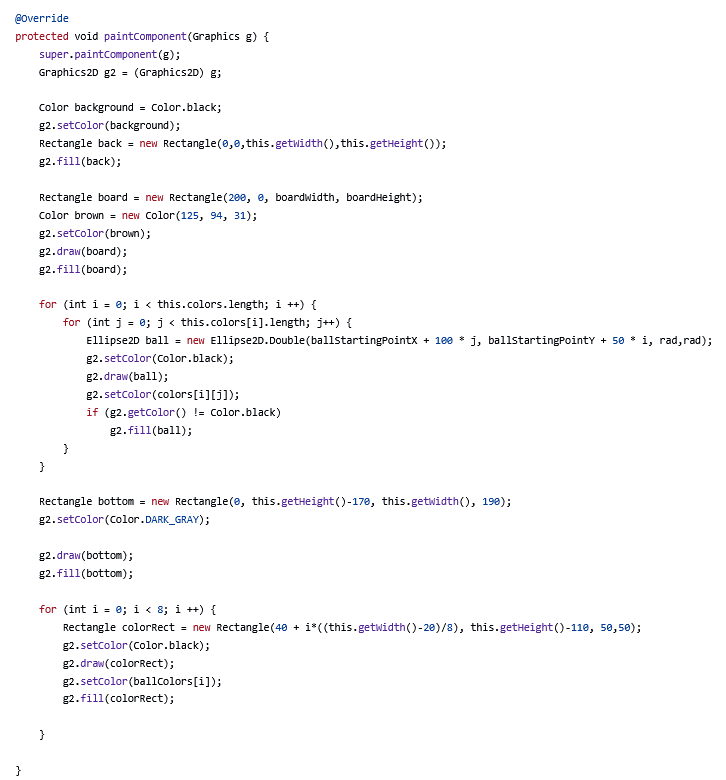 @Override
protected void paintComponent(Graphics g) {
    super.paintComponent(g);
    Graphics2D g2 = (Graphics2D) g;

    Color background = Color.black;
    g2.setColor(background);
    Rectangle back = new Rectangle(0,0,this.getWidth(),this.getHeight());
    g2.fill(back);

    Rectangle board = new Rectangle(200, 0, boardWidth, boardHeight);
    Color brown = new Color(125, 94, 31);
    g2.setColor(brown);
    g2.draw(board);
    g2.fill(board);

    for (int i = 0; i < this.colors.length; i ++) {
        for (int j = 0; j < this.colors[i].length; j++) {
            Ellipse2D ball = new Ellipse2D.Double(ballStartingPointX + 100 * j, ballStartingPointY + 50 * i, rad,rad);
            g2.setColor(Color.black);
            g2.draw(ball);
            g2.setColor(colors[i][j]);
            if (g2.getColor() != Color.black)
                g2.fill(ball);
        }
    }

    Rectangle bottom = new Rectangle(0, this.getHeight()-170, this.getWidth(), 190);
    g2.setColor(Color.DARK_GRAY);

    g2.draw(bottom);
    g2.fill(bottom);

    for (int i = 0; i < 8; i ++) {
        Rectangle colorRect = new Rectangle(40 + i*((this.getWidth()-20)/8), this.getHeight()-110, 50,50);
        g2.setColor(Color.black);
        g2.draw(colorRect);
        g2.setColor(ballColors[i]);
        g2.fill(colorRect);

    }

}